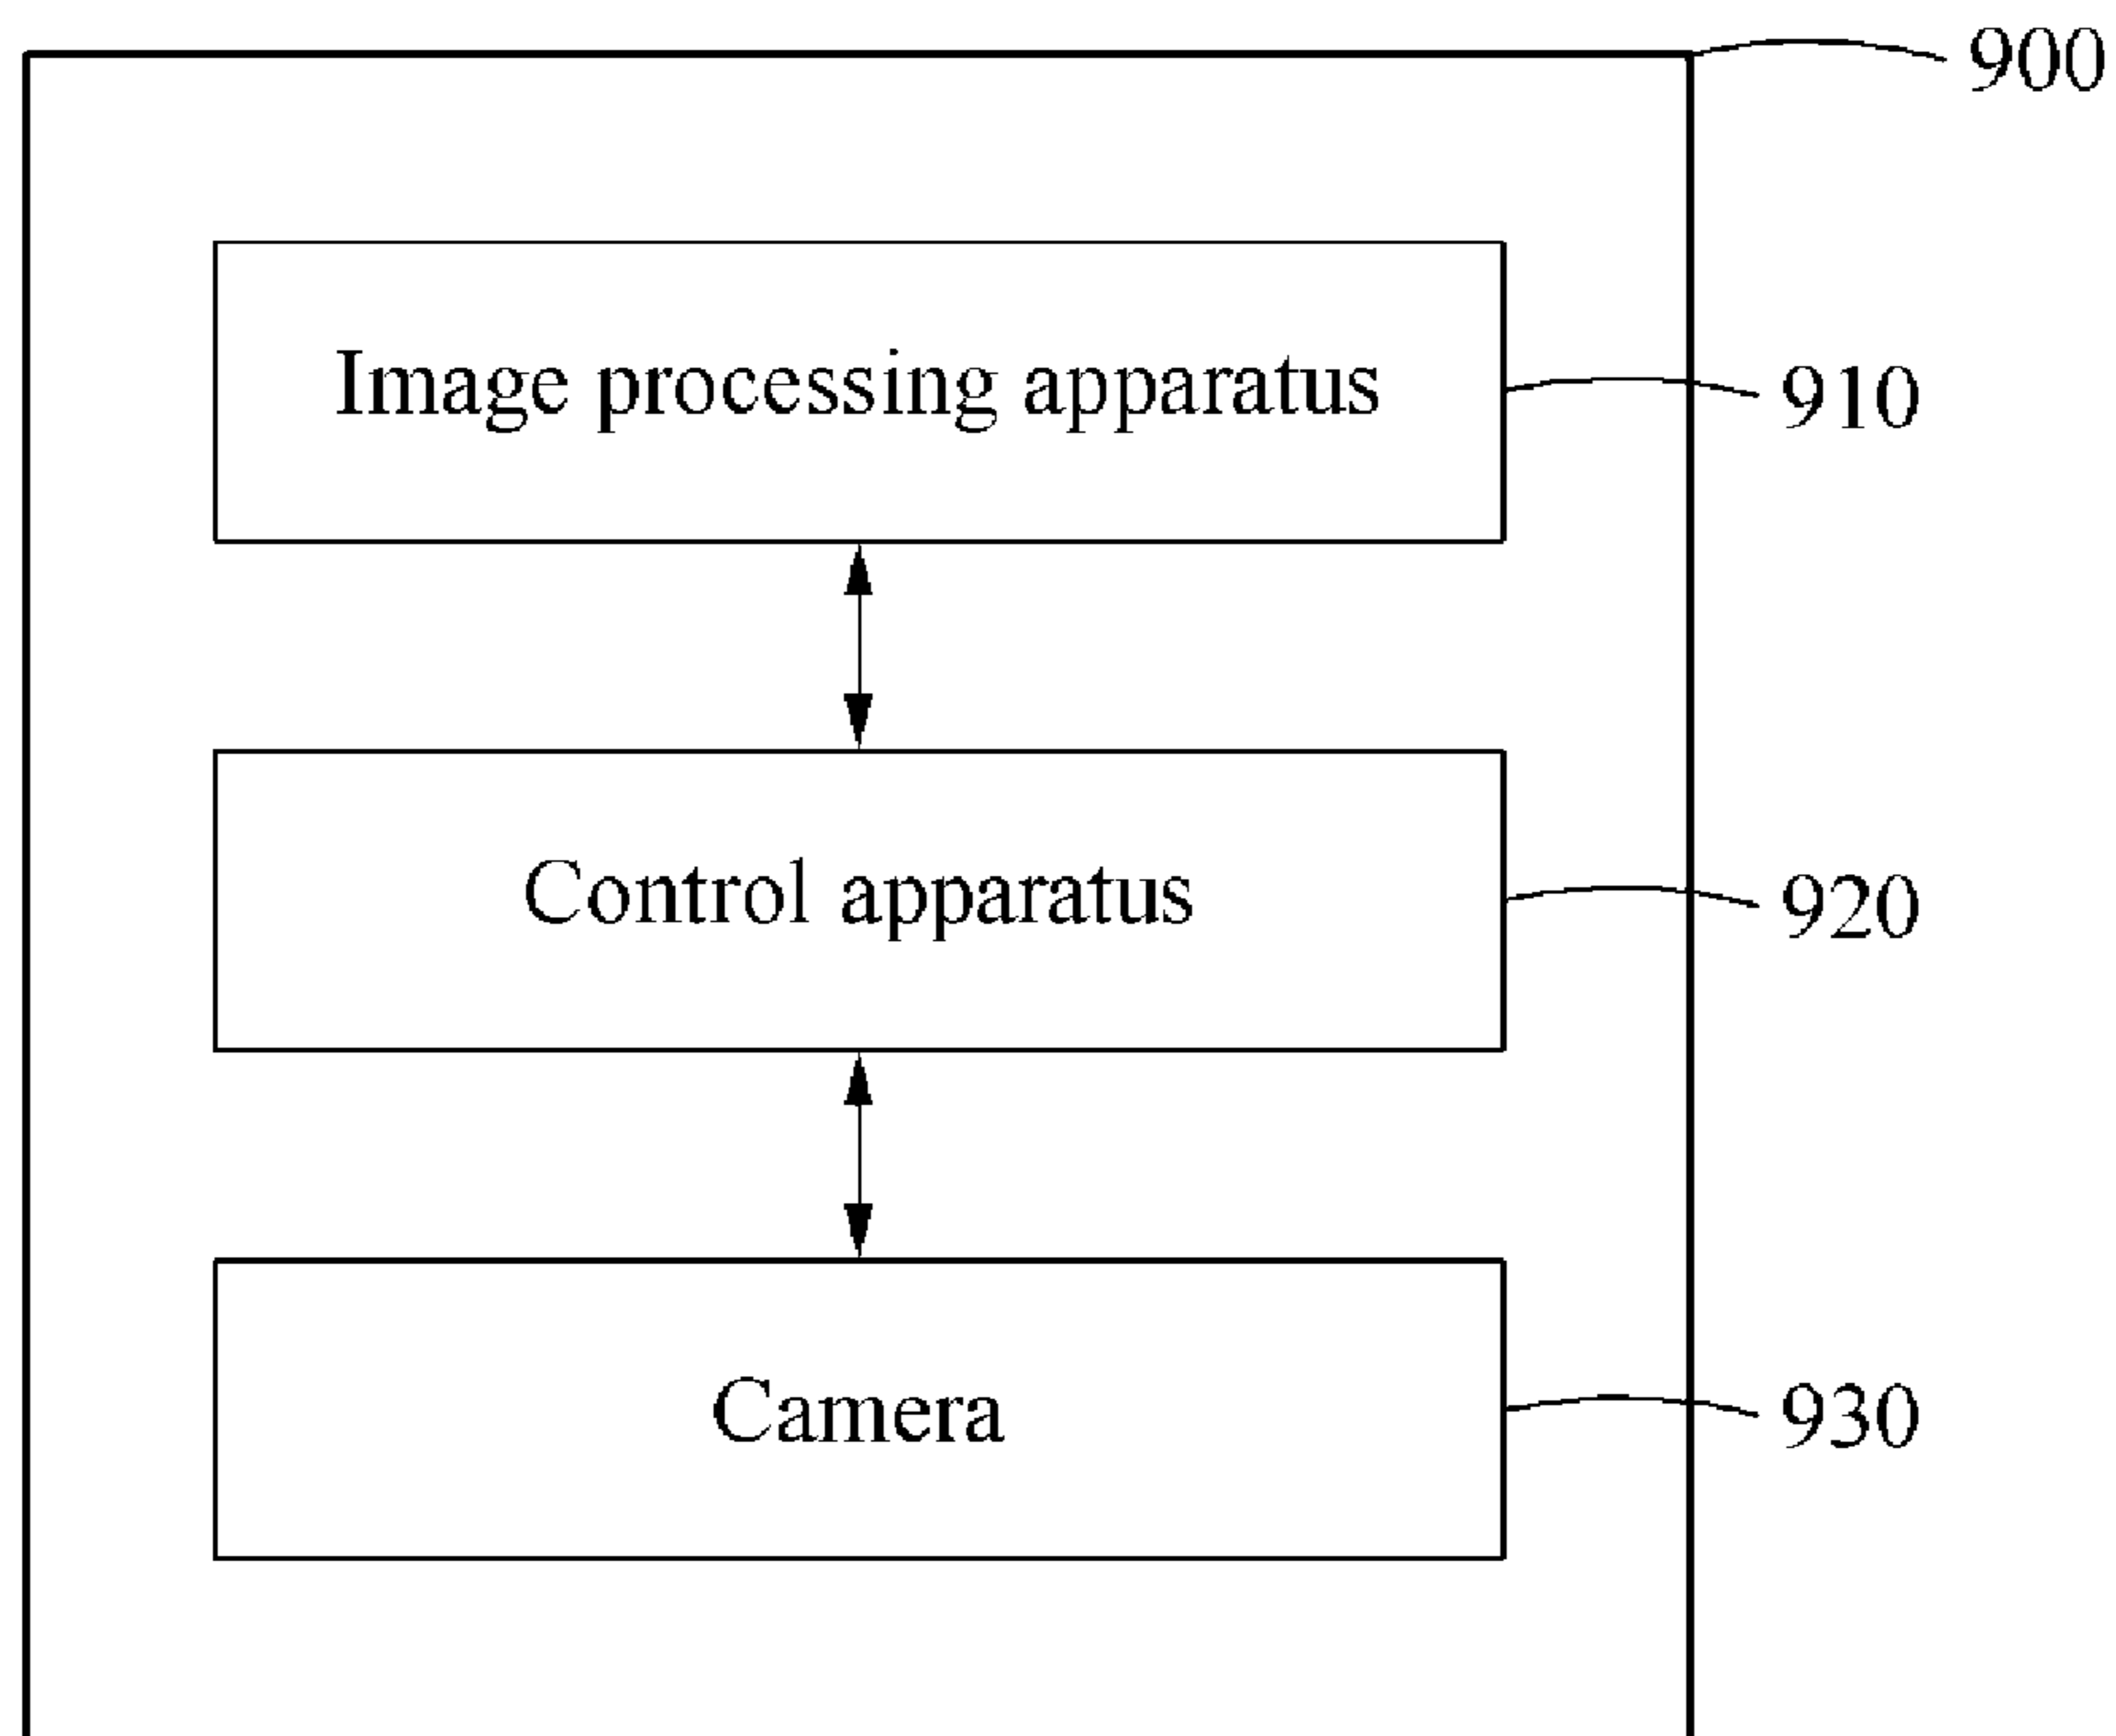 900
Image processing apparatus
910
Control apparatus
920
Camera
930